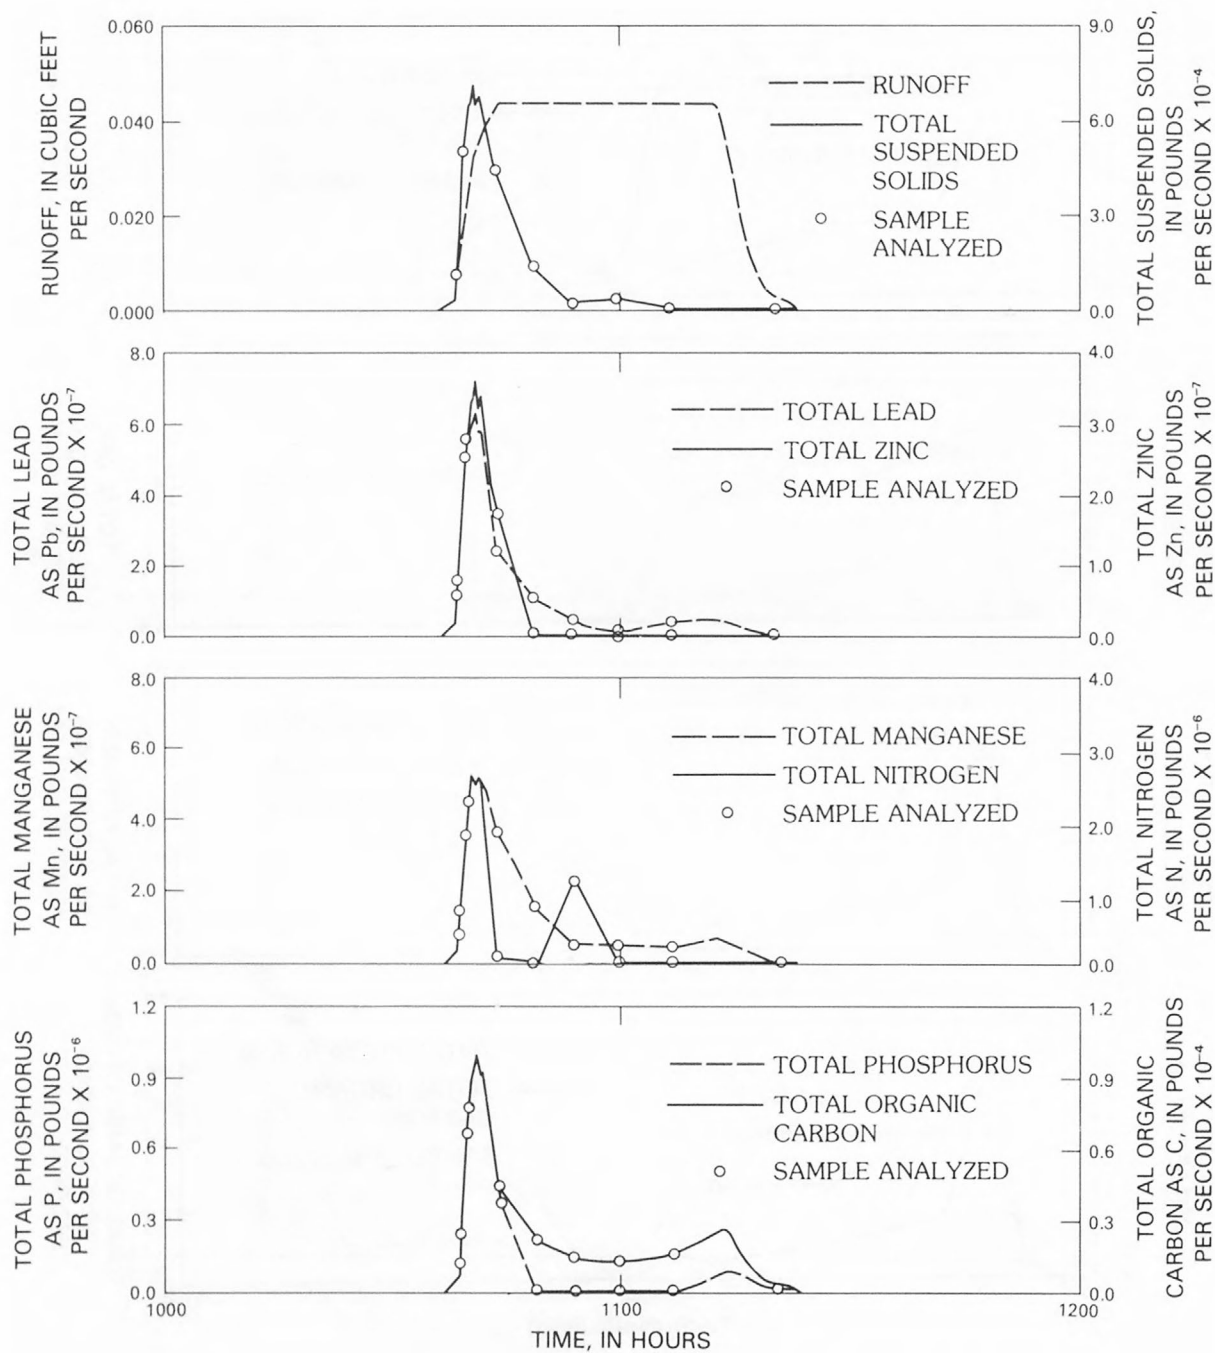 RUNOFF, IN CUBIC FEET
PER SECOND
0.060
0.040
0.020
0.000
RUNOFF
TOTAL
SUSPENDED
SOLIDS
SAMPLE
ANALYZED
9.0
6.0
3.0
0.0
TOTAL SUSPENDED SOLIDS,
IN POUNDS
PER SECOND X 10⁻⁴
TOTAL LEAD
AS Pb, IN POUNDS
PER SECOND X 10⁻⁷
8.0
6.0
4.0
2.0
0.0
TOTAL LEAD
TOTAL ZINC
SAMPLE ANALYZED
4.0
3.0
2.0
1.0
0.0
TOTAL ZINC
AS Zn, IN POUNDS
PER SECOND X 10⁻⁷
TOTAL MANGANESE
AS Mn, IN POUNDS
PER SECOND X 10⁻⁷
8.0
6.0
4.0
2.0
0.0
TOTAL MANGANESE
TOTAL NITROGEN
SAMPLE ANALYZED
4.0
3.0
2.0
1.0
0.0
TOTAL NITROGEN
AS N, IN POUNDS
PER SECOND X 10⁻⁶
TOTAL PHOSPHORUS
AS P, IN POUNDS
PER SECOND X 10⁻⁶
1.2
0.9
0.6
0.3
0.0
TOTAL PHOSPHORUS
TOTAL ORGANIC
CARBON
SAMPLE ANALYZED
1.2
0.9
0.6
0.3
0.0
TOTAL ORGANIC
CARBON AS C, IN POUNDS
PER SECOND X 10⁻⁴
1000
1100
1200
TIME, IN HOURS